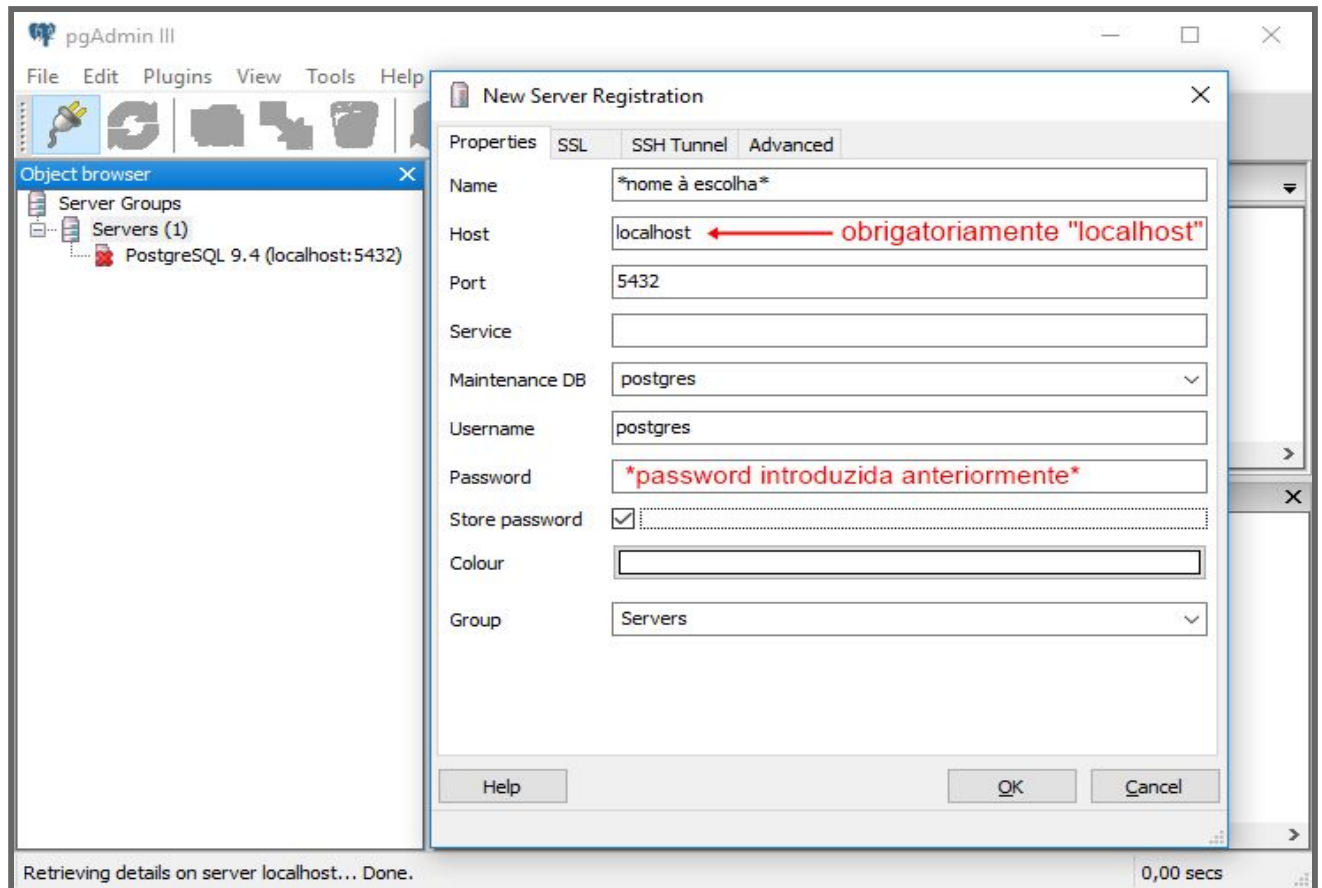 pgAdmin III
File Edit Plugins View Tools Help
New Server Registration
Properties SSL SSH Tunnel Advanced
Object browser
Server Groups
Servers (1)
PostgreSQL 9.4 (localhost:5432)
Name *nome à escolha*
Host localhost obrigatoriamente "localhost"
Port 5432
Service
Maintenance DB postgres
Username postgres
Password *password introduzida anteriormente*
Store password
Colour
Group Servers
Help OK Cancel
Retrieving details on server localhost... Done. 0,00 secs